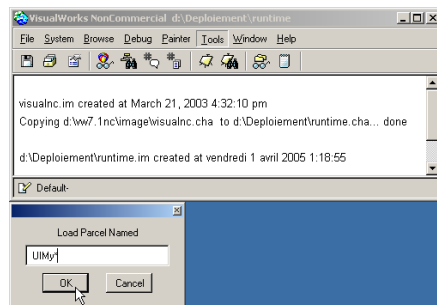 VisualWorks NonCommercial d:\Deploiement\runtime
File System Browse Debug Painter Tools Window Help
visualnc.im created at March 21, 2003 4:32:10 pm
Copying d:\vw7.1nc\image\visualnc.cha to d:\Deploiement\runtime.cha... done
d:\Deploiement\runtime.im created at vendredi 1 avril 2005 1:18:55
Default-
Load Parcel Named
UIMy*
OK Cancel